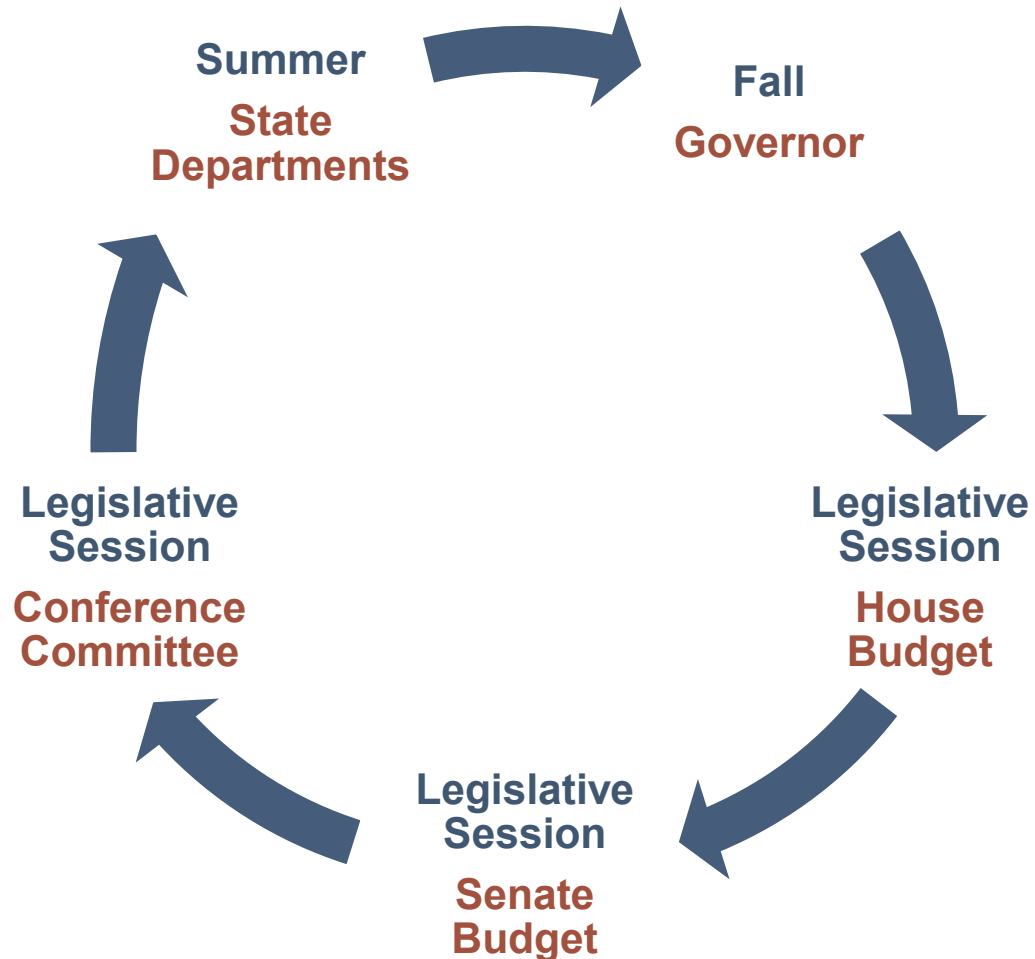 Summer
State
Departments
Fall
Governor
Legislative
Session
House
Budget
Legislative
Session
Senate
Budget
Legislative
Session
Conference
Committee